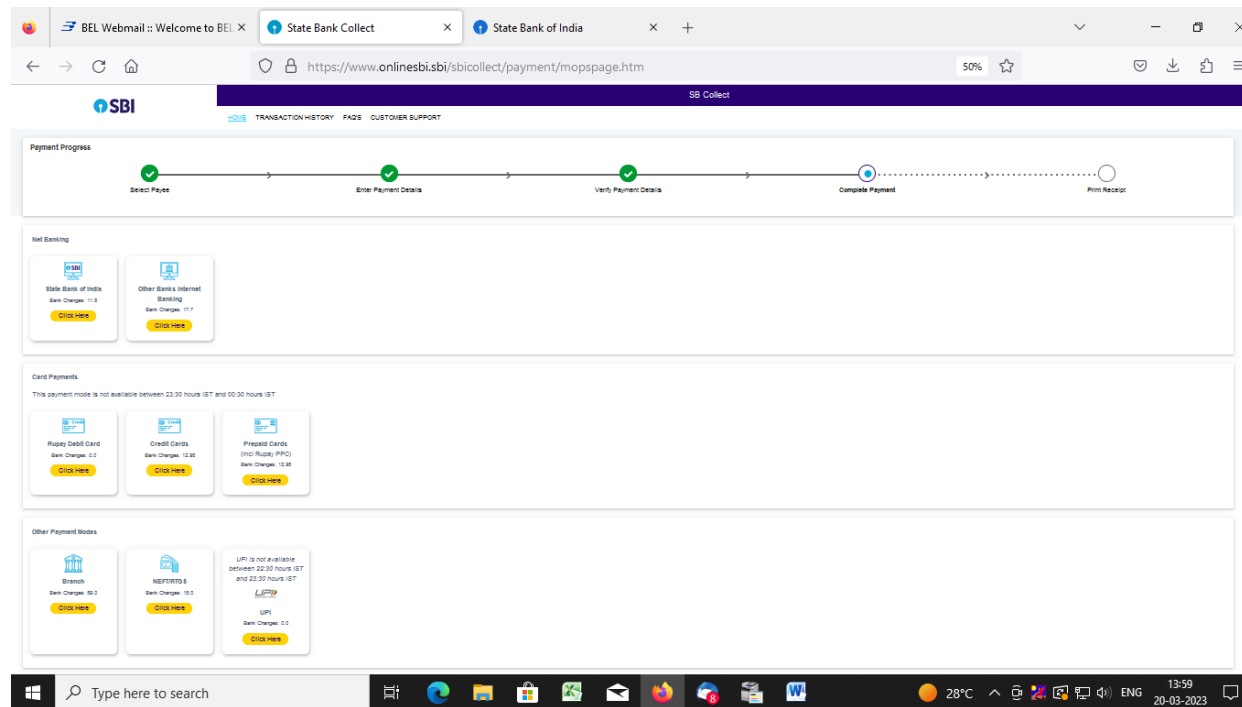 BEL Webmail :: Welcome to BEL
State Bank Collect
State Bank of India
https://www.onlinesbi.sbi/sbicollect/payment/mopspage.htm
50%
SBI
SB Collect
HOME TRANSACTION HISTORY FAQ'S CUSTOMER SUPPORT
Payment Progress
Select Payee
Enter Payment Details
Verify Payment Details
Complete Payment
Print Receipt
Net Banking
SBI
State Bank of India
Bank Charges: 11.8
Click Here
Other Banks Internet
Banking
Bank Charges: 17.7
Click Here
Card Payments
This payment mode is not available between 23:30 hours IST and 00:30 hours IST
Rupay Debit Card
Bank Charges: 0.0
Click Here
Credit Cards
Bank Charges: 12.98
Click Here
Prepaid Cards
(Incl Rupay PPC)
Bank Charges: 12.98
Click Here
Other Payment Modes
Branch
Bank Charges: 59.0
Click Here
NEFT/RTGS
Bank Charges: 15.0
Click Here
UPI is not available
between 22:30 hours IST
and 23:30 hours IST
UPI
UPI
Bank Charges: 0.0
Click Here
Type here to search
8
28°C
ENG
13:59
20-03-2023